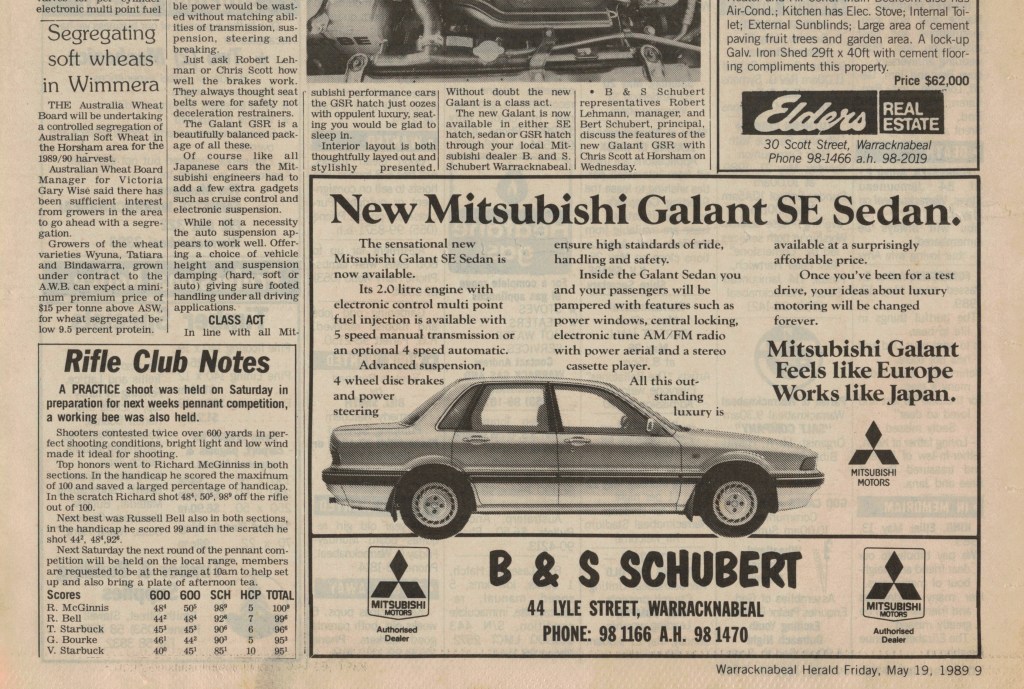 electronic multi point fuel
Segregating
soft wheats
in Wimmera
THE Australia Wheat
Board will be undertaking
a controlled segregation of
Australian Soft Wheat in
the Horsham area for the
1989/90 harvest.
Australian Wheat Board
Manager for Victoria
Gary Wise said there has
been sufficient interest
from growers in the area
to go ahead with a segre-
gation.
Growers of the wheat
varieties Wyuna, Tatiara
and Bindawarra, grown
under contract to the
A.W.B. can expect a mini-
mum premium price of
$15 per tonne above ASW,
for wheat segregated be-
low 9.5 percent protein.
ble power would be wast-
ed without matching abil-
ities of transmission, sus-
pension, steering and
breaking.
Just ask Robert Leh-
man or Chris Scott how
well the brakes work.
They always thought seat
belts were for safety not
deceleration restrainers.
The Galant GSR is a
beautifully balanced pack-
age of all these.
Of course like all
Japanese cars the Mit-
subishi engineers had to
add a few extra gadgets
such as cruise control and
electronic suspension.
While not a necessity
the auto suspension ap-
pears to work well. Offer-
ing a choice of vehicle
height and suspension
damping (hard, soft or
auto) giving sure footed
handling under all driving
applications.
CLASS ACT
In line with all Mit-
subishi performance cars
the GSR hatch just oozes
with oppulent luxury, seat-
ing you would be glad to
sleep in.
Interior layout is both
thoughtfully layed out and
stylishly presented.
Without doubt the new
Galant is a class act.
The new Galant is now
available in either SE
hatch, sedan or GSR hatch
through your local Mit-
subishi dealer B. and S.
Schubert Warracknabeal.
• B & S Schubert
representatives Robert
Lehmann, manager, and
Bert Schubert, principal,
discuss the features of the
new Galant GSR with
Chris Scott at Horsham on
Wednesday.
Air-Cond.; Kitchen has Elec. Stove; Internal Toi-
let; External Sunblinds; Large area of cement
paving fruit trees and garden area. A lock-up
Galv. Iron Shed 29ft x 40ft with cement floor-
ing compliments this property.
Price $62,000
Elders REAL
ESTATE
30 Scott Street, Warracknabeal
Phone 98-1466 a.h. 98-2019
Rifle Club Notes
A PRACTICE shoot was held on Saturday in
preparation for next weeks pennant competition,
a working bee was also held.
Shooters contested twice over 600 yards in per-
fect shooting conditions, bright light and low wind
made it ideal for shooting.
Top honors went to Richard McGinniss in both
sections. In the handicap he scored the maximum
of 100 and saved a larged percentage of handicap.
In the scratch Richard shot 48⁴, 50⁵, 98⁹ off the rifle
out of 100.
Next best was Russell Bell also in both sections,
in the handicap he scored 99 and in the scratch he
shot 44², 48⁴,92⁶.
Next Saturday the next round of the pennant com-
petition will be held on the local range, members
are requested to be at the range at 10am to help set
up and also bring a plate of afternoon tea.
Scores 600 600 SCH HCP TOTAL
R. McGinnis 48⁴ 50⁵ 98⁹ 5 100⁹
R. Bell 44² 48⁴ 92⁶ 7 99⁶
T. Starbuck 45³ 45³ 90⁶ 6 96⁶
G. Bourke 46¹ 44² 90³ 5 95³
V. Starbuck 40⁰ 45¹ 85¹ 10 95¹
New Mitsubishi Galant SE Sedan.
The sensational new
Mitsubishi Galant SE Sedan is
now available.
Its 2.0 litre engine with
electronic control multi point
fuel injection is available with
5 speed manual transmission or
an optional 4 speed automatic.
Advanced suspension,
4 wheel disc brakes
and power
steering
ensure high standards of ride,
handling and safety.
Inside the Galant Sedan you
and your passengers will be
pampered with features such as
power windows, central locking,
electronic tune AM/FM radio
with power aerial and a stereo
cassette player.
All this out-
standing
luxury is
available at a surprisingly
affordable price.
Once you've been for a test
drive, your ideas about luxury
motoring will be changed
forever.
Mitsubishi Galant
Feels like Europe
Works like Japan.
MITSUBISHI
MOTORS
MITSUBISHI
MOTORS
Authorised
Dealer
B & S SCHUBERT
44 LYLE STREET, WARRACKNABEAL
PHONE: 98 1166 A.H. 98 1470
MITSUBISHI
MOTORS
Authorised
Dealer
Warracknabeal Herald Friday, May 19, 1989 9